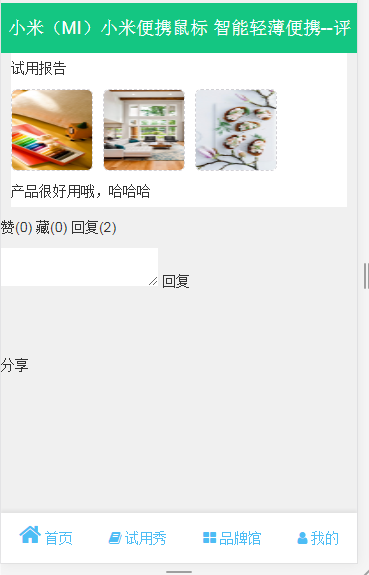 小米（MI）小米便携鼠标 智能轻薄便携--评
试用报告
产品很好用哦，哈哈哈
赞(0) 藏(0) 回复(2)
回复
分享
首页 试用秀 品牌馆 我的